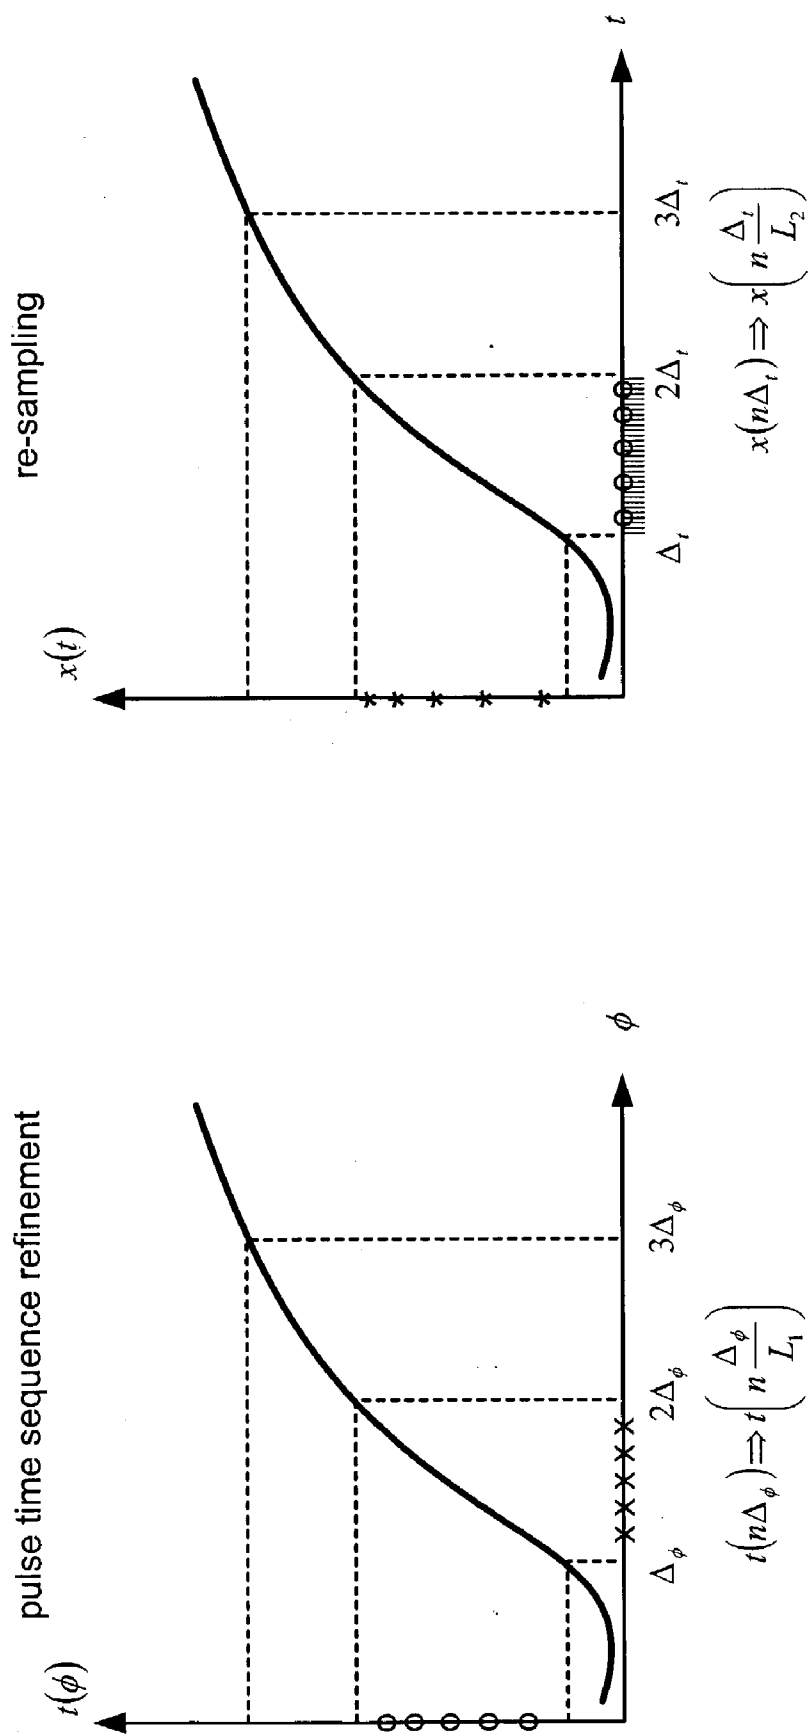 pulse time sequence refinement
t(ϕ)
Δ_ϕ
2Δ_ϕ
3Δ_ϕ
ϕ
t(nΔ_ϕ) ⇒ t(n Δ_ϕ / L_1)
re-sampling
x(t)
Δ_t
2Δ_t
3Δ_t
t
x(nΔ_t) ⇒ x(n Δ_t / L_2)